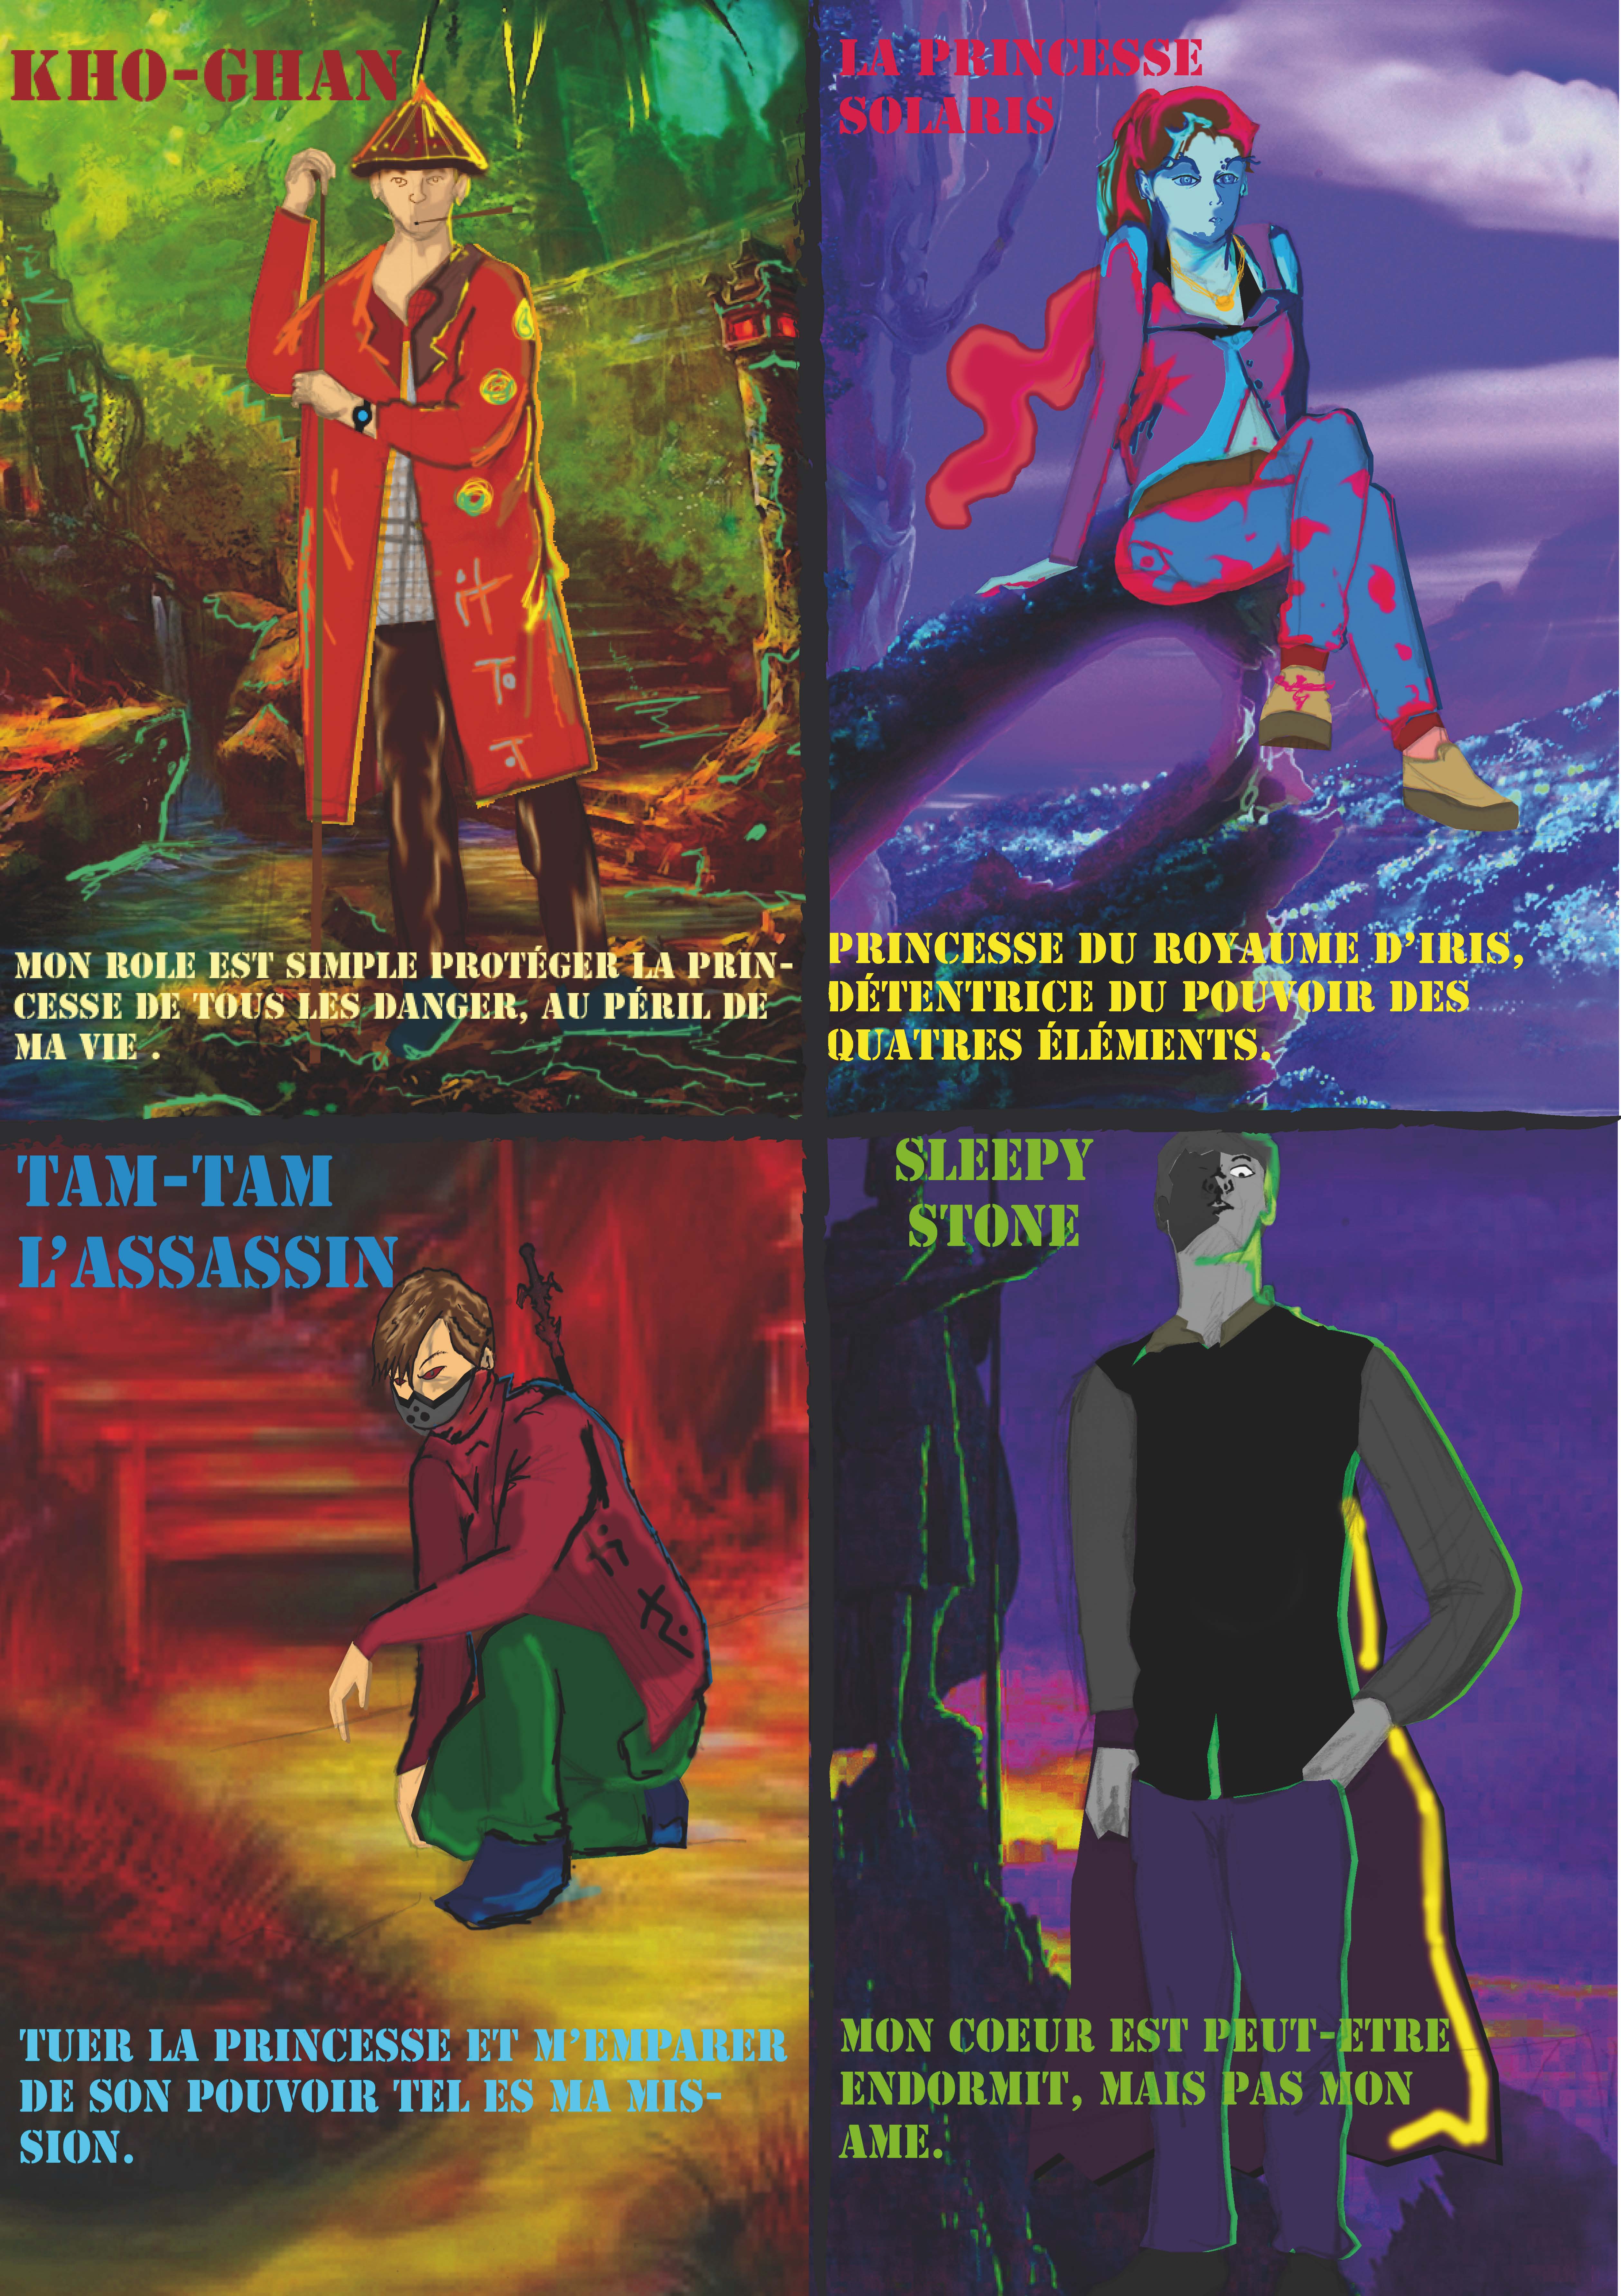 KHO-GHAN
MON ROLE EST SIMPLE PROTÉGER LA PRIN-
CESSE DE TOUS LES DANGER, AU PÉRIL DE
MA VIE .
LA PRINCESSE
SOLARIS
PRINCESSE DU ROYAUME D'IRIS,
DÉTENTRICE DU POUVOIR DES
QUATRES ÉLÉMENTS.
TAM-TAM
L'ASSASSIN
TUER LA PRINCESSE ET M'EMPARER
DE SON POUVOIR TEL ES MA MIS-
SION.
SLEEPY
STONE
MON COEUR EST PEUT-ETRE
ENDORMIT, MAIS PAS MON
AME.